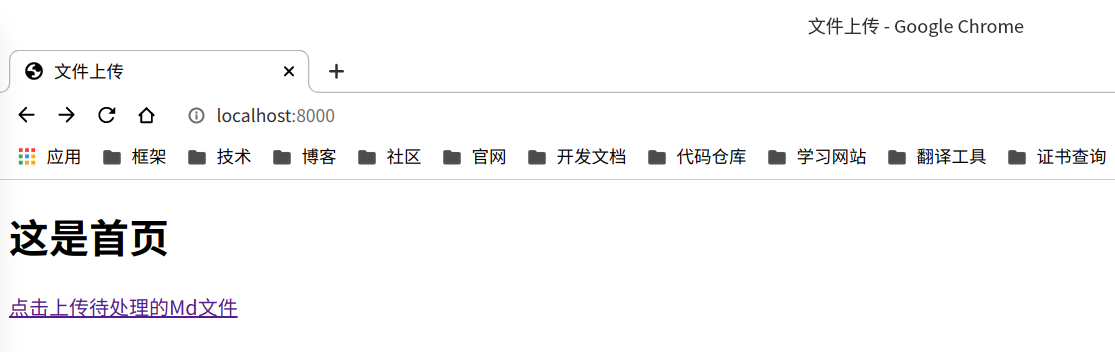 文件上传 - Google Chrome
文件上传
localhost:8000
应用 框架 技术 博客 社区 官网 开发文档 代码仓库 学习网站 翻译工具 证书查询
这是首页
点击上传待处理的Md文件